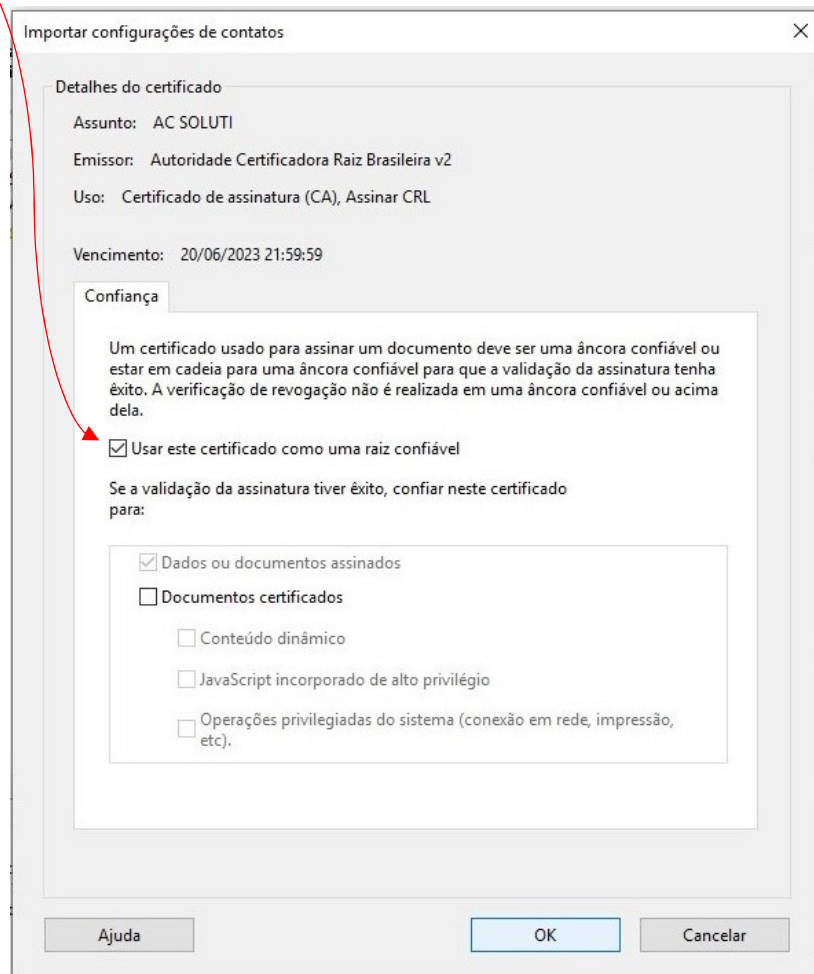 Importar configurações de contatos
Detalhes do certificado
Assunto: AC SOLUTI
Emissor: Autoridade Certificadora Raiz Brasileira v2
Uso: Certificado de assinatura (CA), Assinar CRL
Vencimento: 20/06/2023 21:59:59
Confiança
Um certificado usado para assinar um documento deve ser uma âncora confiável ou
estar em cadeia para uma âncora confiável para que a validação da assinatura tenha
êxito. A verificação de revogação não é realizada em uma âncora confiável ou acima
dela.
Usar este certificado como uma raiz confiável
Se a validação da assinatura tiver êxito, confiar neste certificado
para:
Dados ou documentos assinados
Documentos certificados
Conteúdo dinâmico
JavaScript incorporado de alto privilégio
Operações privilegiadas do sistema (conexão em rede, impressão,
etc).
Ajuda
OK
Cancelar